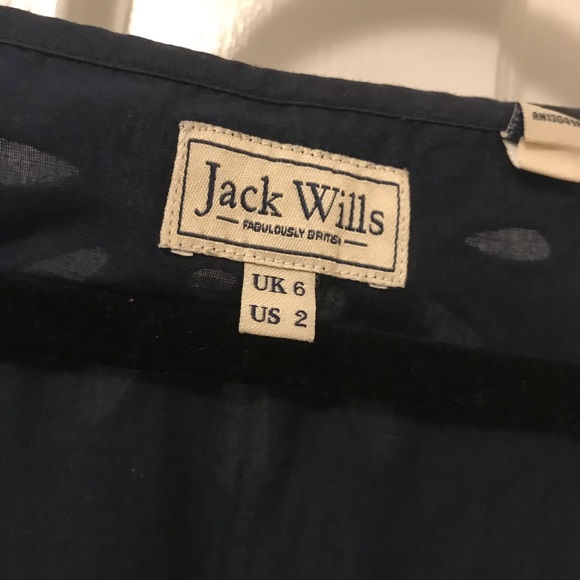 Jack Wills
FABULOUSLY BRITISH
UK 6
US 2